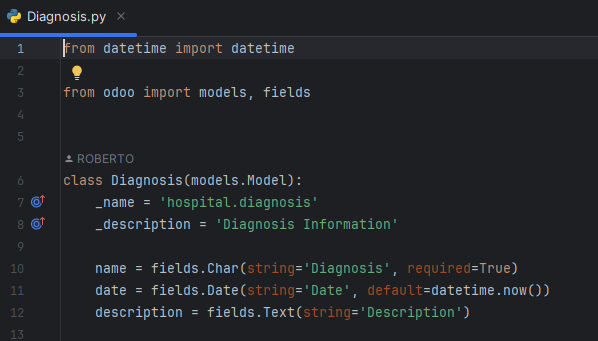 Diagnosis.py
1 from datetime import datetime
2
3 from odoo import models, fields
4
5
ROBERTO
6 class Diagnosis(models.Model):
7 _name = 'hospital.diagnosis'
8 _description = 'Diagnosis Information'
9
10 name = fields.Char(string='Diagnosis', required=True)
11 date = fields.Date(string='Date', default=datetime.now())
12 description = fields.Text(string='Description')
13